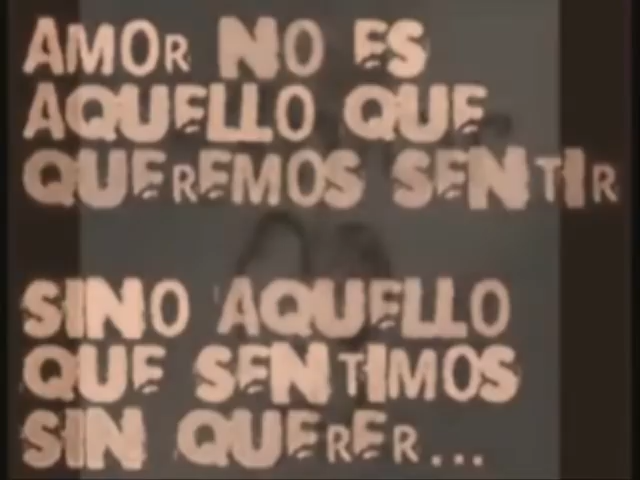 AMOR NO ES
AQUELLO QUE
QUEREMOS SENTIR
SINO AQUELLO
QUE SENTIMOS
SIN QUERER...